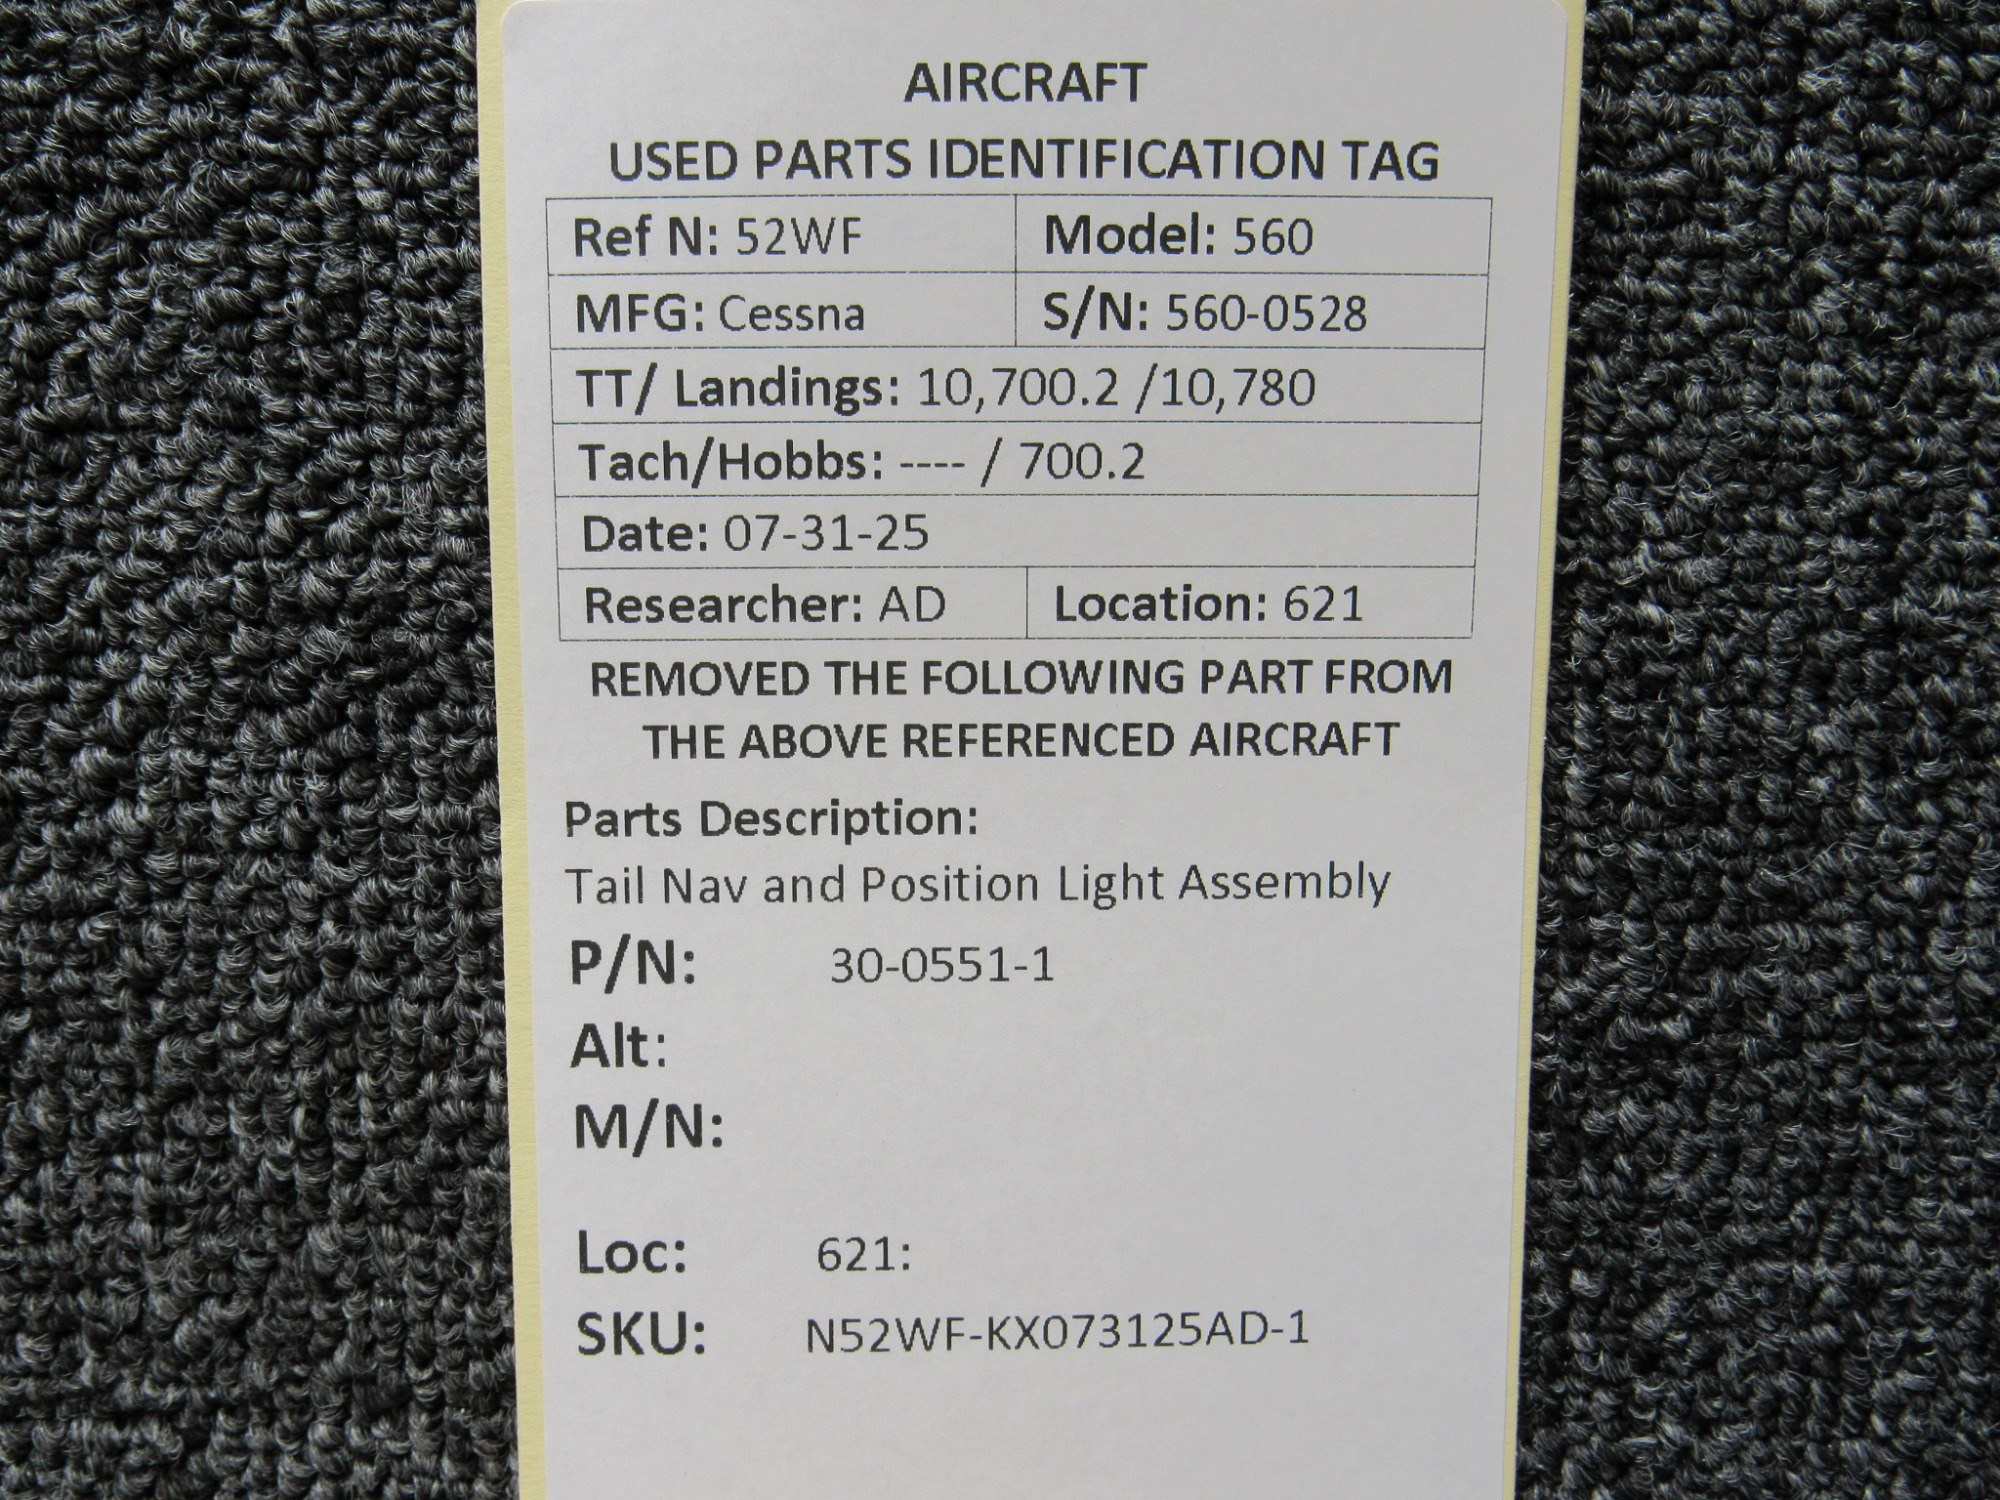 AIRCRAFT
USED PARTS IDENTIFICATION TAG
Ref N: 52WF Model: 560
MFG: Cessna S/N: 560-0528
TT/ Landings: 10,700.2 /10,780
Tach/Hobbs: ---- / 700.2
Date: 07-31-25
Researcher: AD Location: 621
REMOVED THE FOLLOWING PART FROM
THE ABOVE REFERENCED AIRCRAFT
Parts Description:
Tail Nav and Position Light Assembly
P/N: 30-0551-1
Alt:
M/N:
Loc: 621:
SKU: N52WF-KX073125AD-1